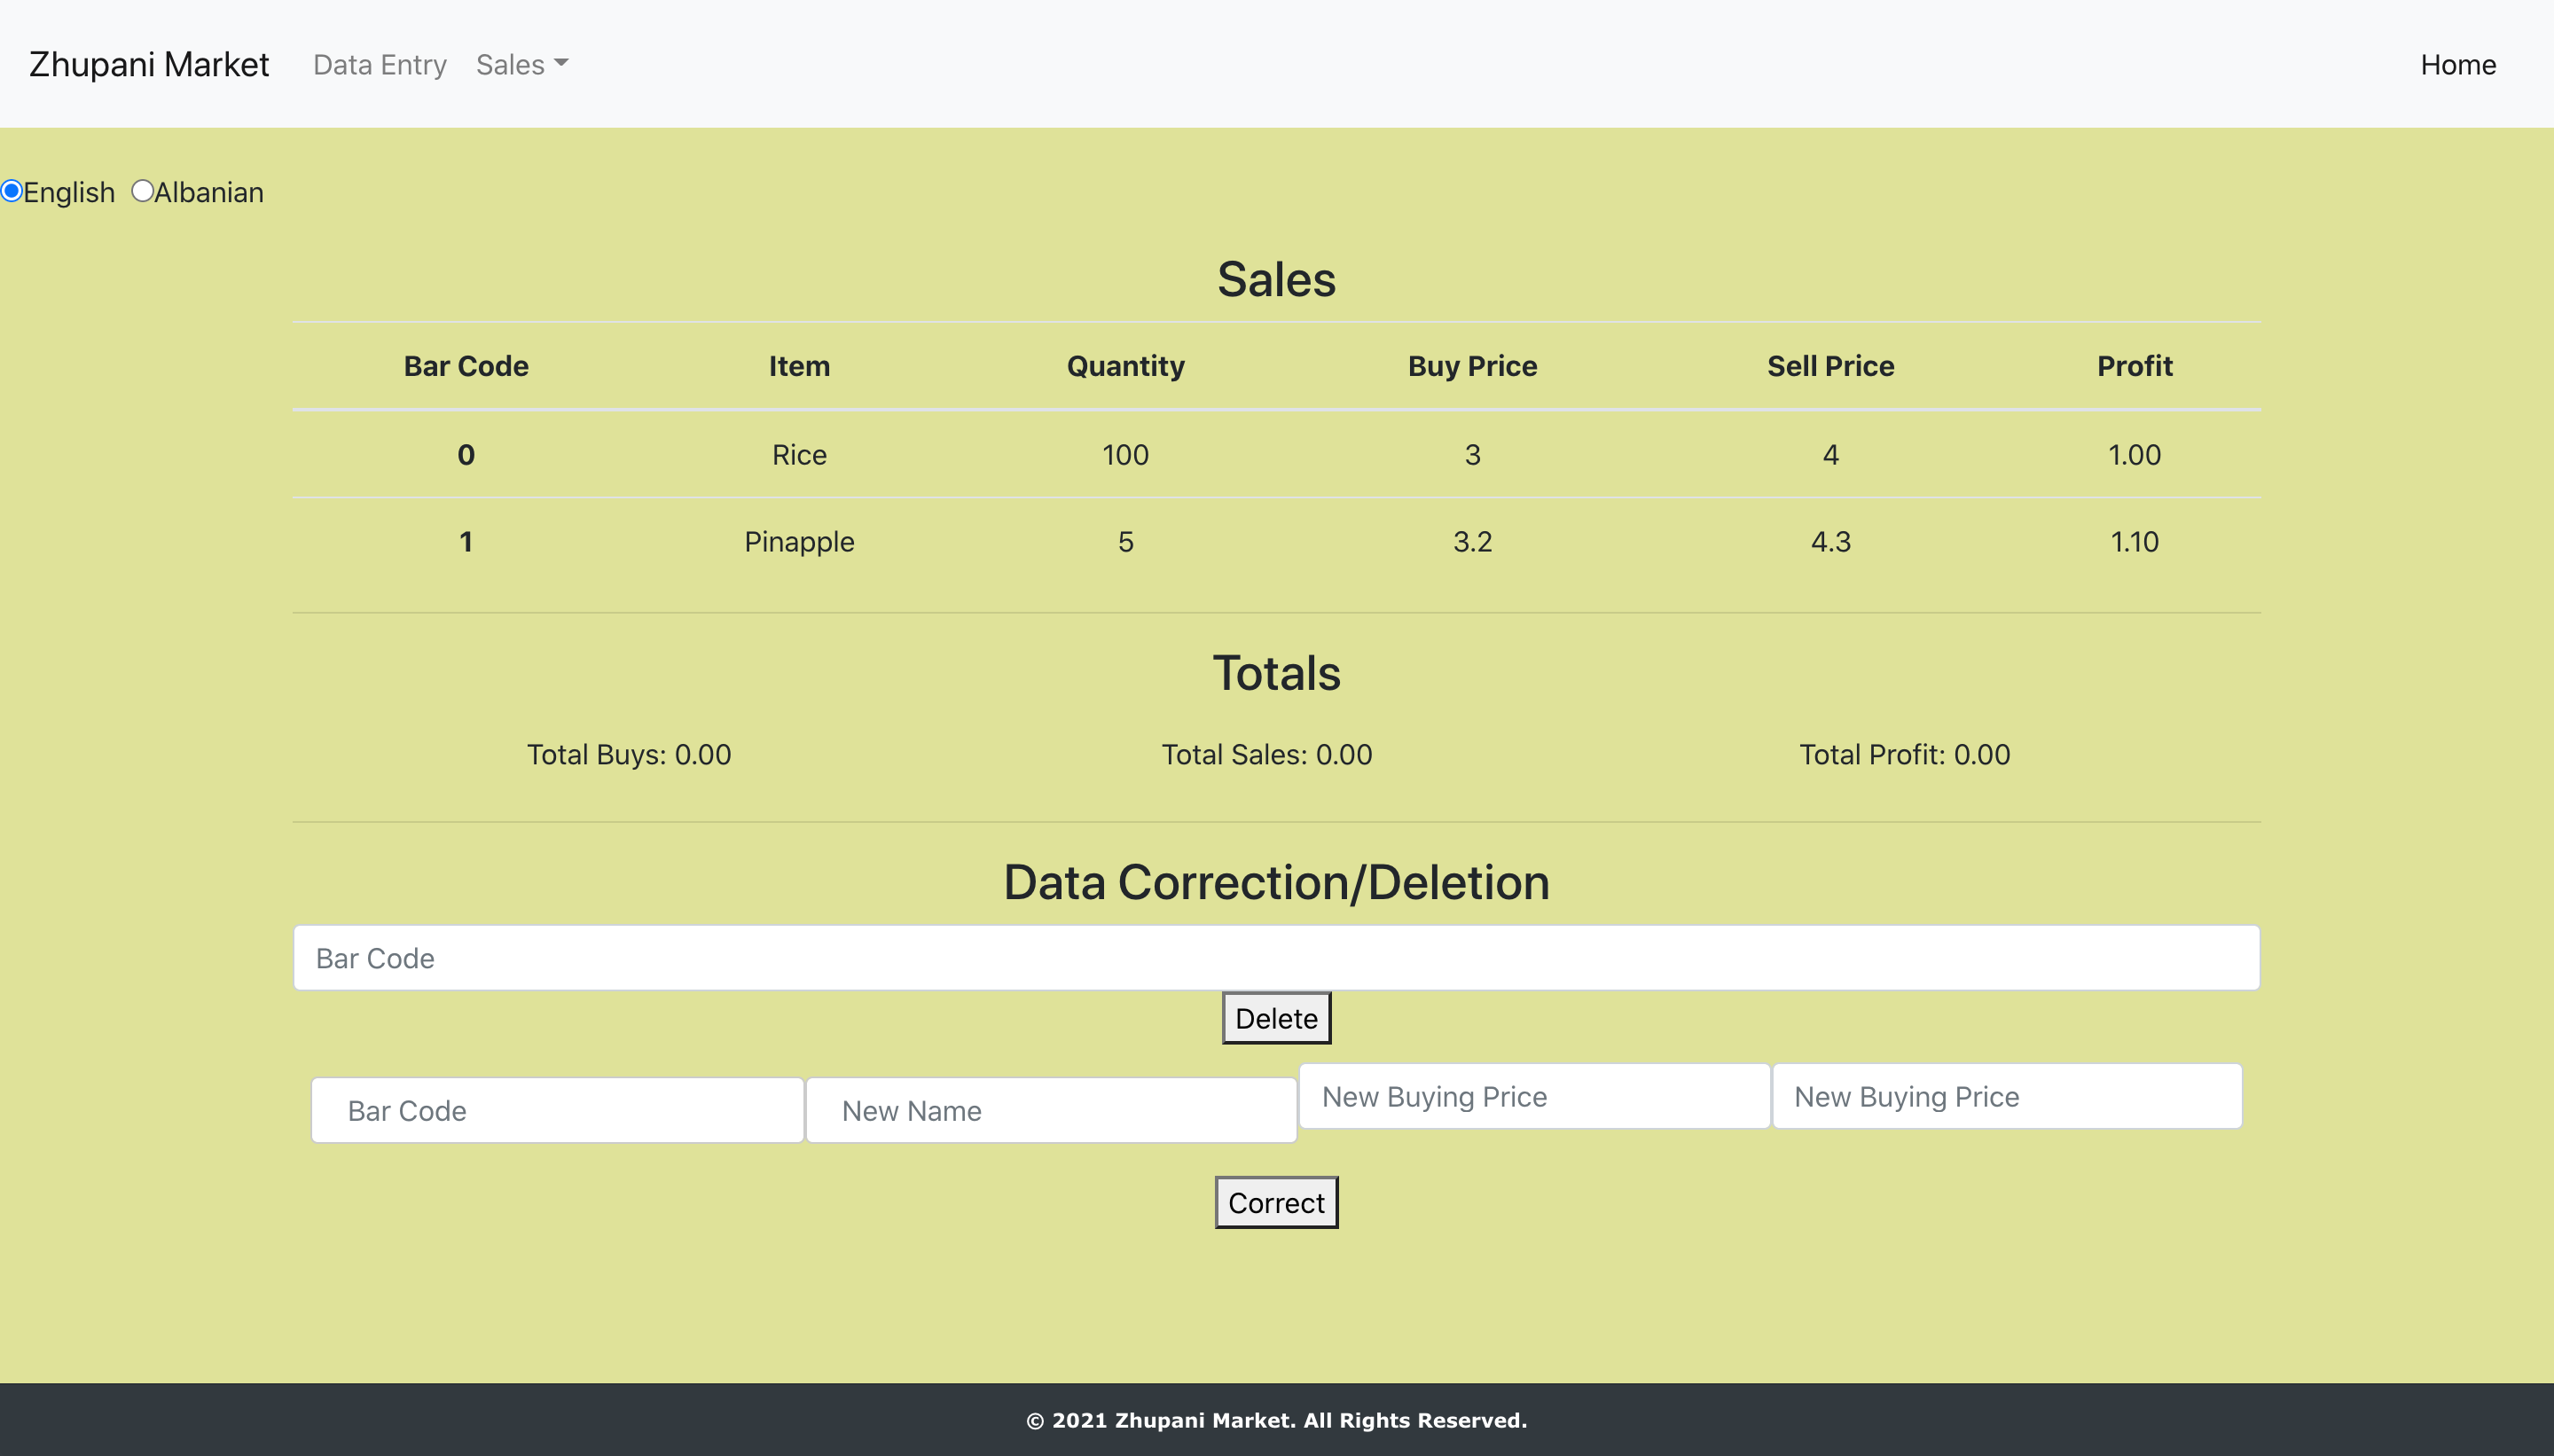 Zhupani Market Data Entry Sales Home
English Albanian
Sales
Bar Code Item Quantity Buy Price Sell Price Profit
0 Rice 100 3 4 1.00
1 Pinapple 5 3.2 4.3 1.10
Totals
Total Buys: 0.00 Total Sales: 0.00 Total Profit: 0.00
Data Correction/Deletion
Bar Code
Delete
Bar Code New Name New Buying Price New Buying Price
Correct
© 2021 Zhupani Market. All Rights Reserved.